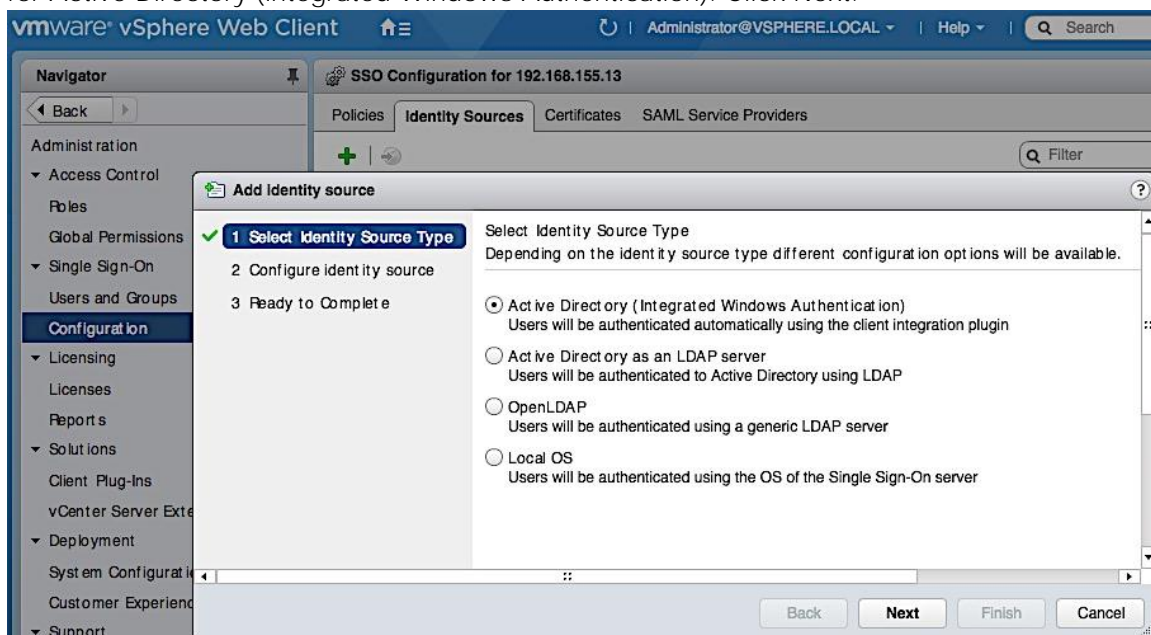 vmware® vSphere Web Client
Administrator@VSPHERE.LOCAL
Help
Search
Navigator
Back
Administration
Access Control
Roles
Global Permissions
Single Sign-On
Users and Groups
Configuration
Licensing
Licenses
Reports
Solutions
Client Plug-Ins
vCenter Server Exte
Deployment
System Configurati
Customer Experienc
Support
SSO Configuration for 192.168.155.13
Policies Identity Sources Certificates SAML Service Providers
Filter
Add identity source
?
1 Select Identity Source Type
2 Configure identity source
3 Ready to Complete
Select Identity Source Type
Depending on the identity source type different configuration options will be available.
Active Directory (Integrated Windows Authentication)
Users will be authenticated automatically using the client integration plugin
Active Directory as an LDAP server
Users will be authenticated to Active Directory using LDAP
OpenLDAP
Users will be authenticated using a generic LDAP server
Local OS
Users will be authenticated using the OS of the Single Sign-On server
Back Next Finish Cancel